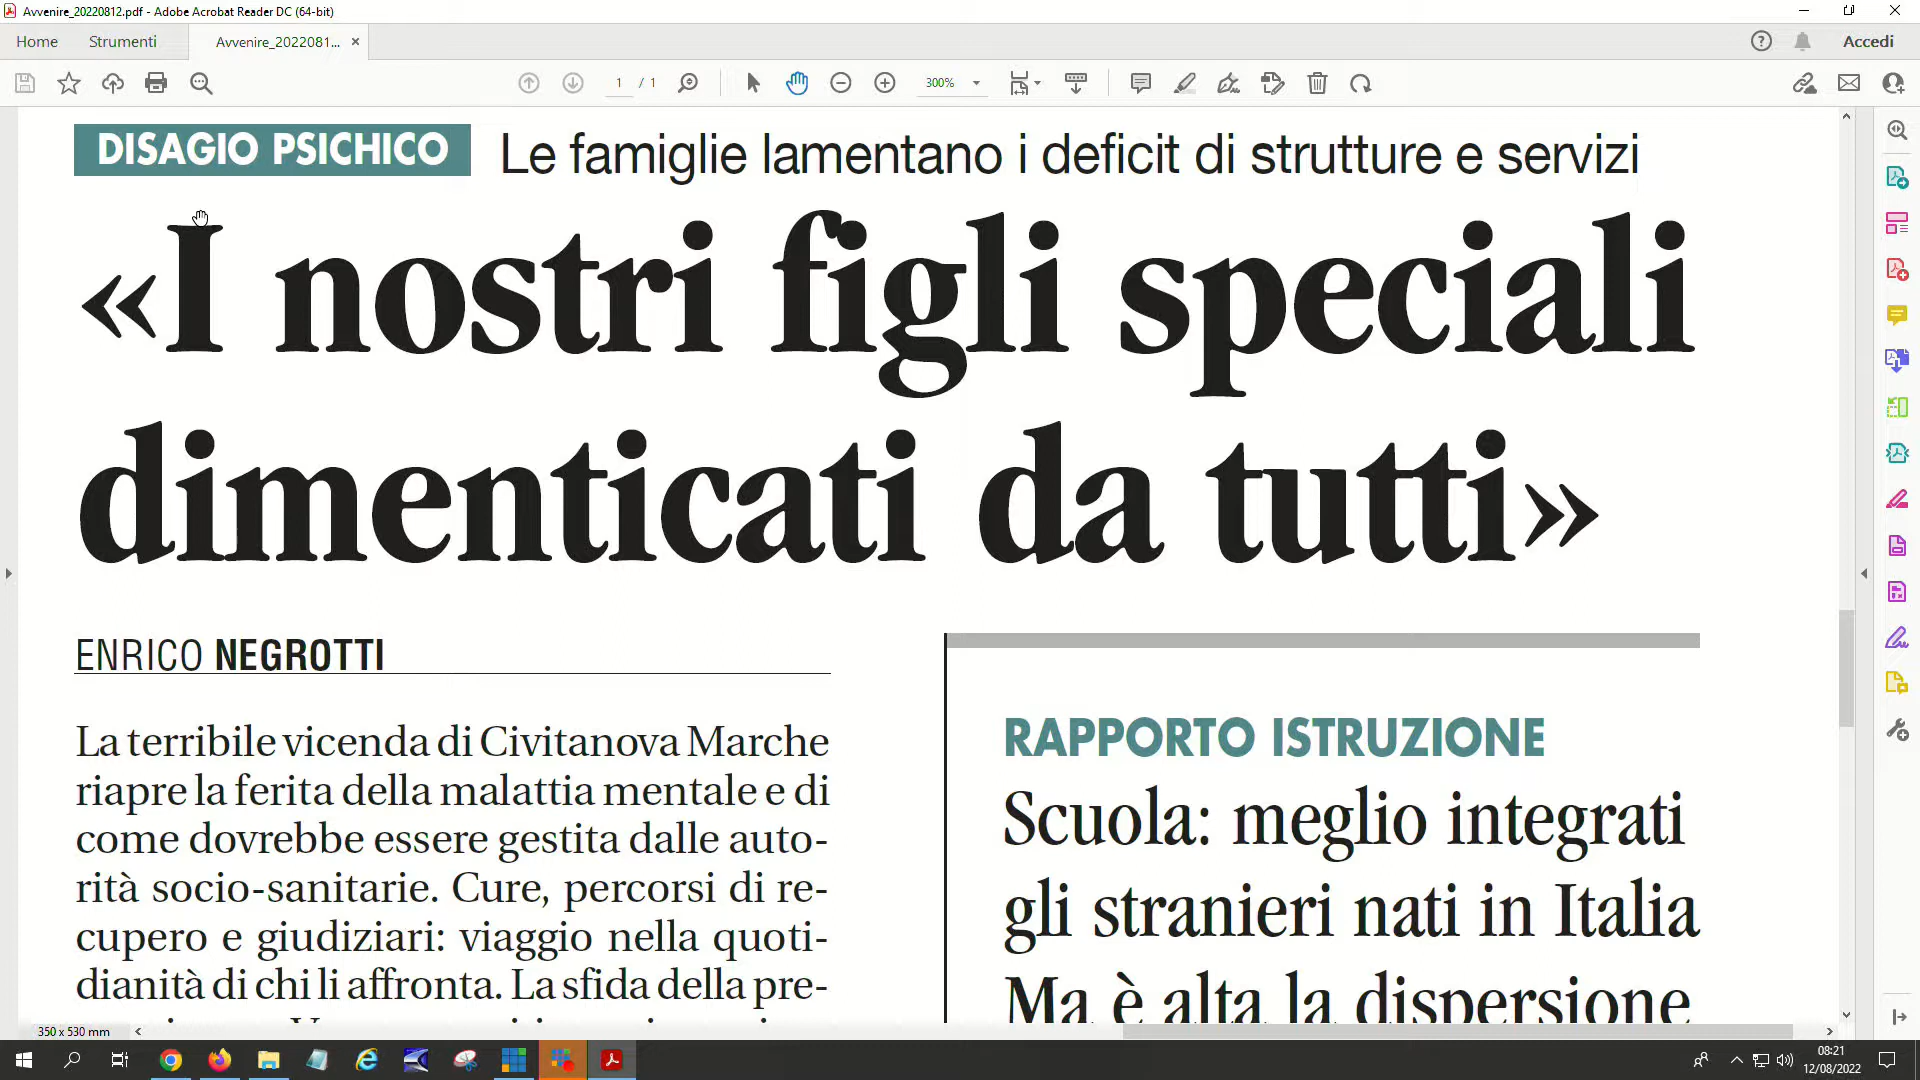 Avvenire_20220812.pdf - Adobe Acrobat Reader DC (64-bit)
Home Strumenti Avvenire_2022081... × Accedi
1 / 1 300%
DISAGIO PSICHICO Le famiglie lamentano i deficit di strutture e servizi
«I nostri figli speciali
dimenticati da tutti»
ENRICO NEGROTTI
La terribile vicenda di Civitanova Marche
riapre la ferita della malattia mentale e di
come dovrebbe essere gestita dalle auto-
rità socio-sanitarie. Cure, percorsi di re-
cupero e giudiziari: viaggio nella quoti-
dianità di chi li affronta. La sfida della pre-
RAPPORTO ISTRUZIONE
Scuola: meglio integrati
gli stranieri nati in Italia
Ma è alta la dispersione
350 x 530 mm
08:21
12/08/2022